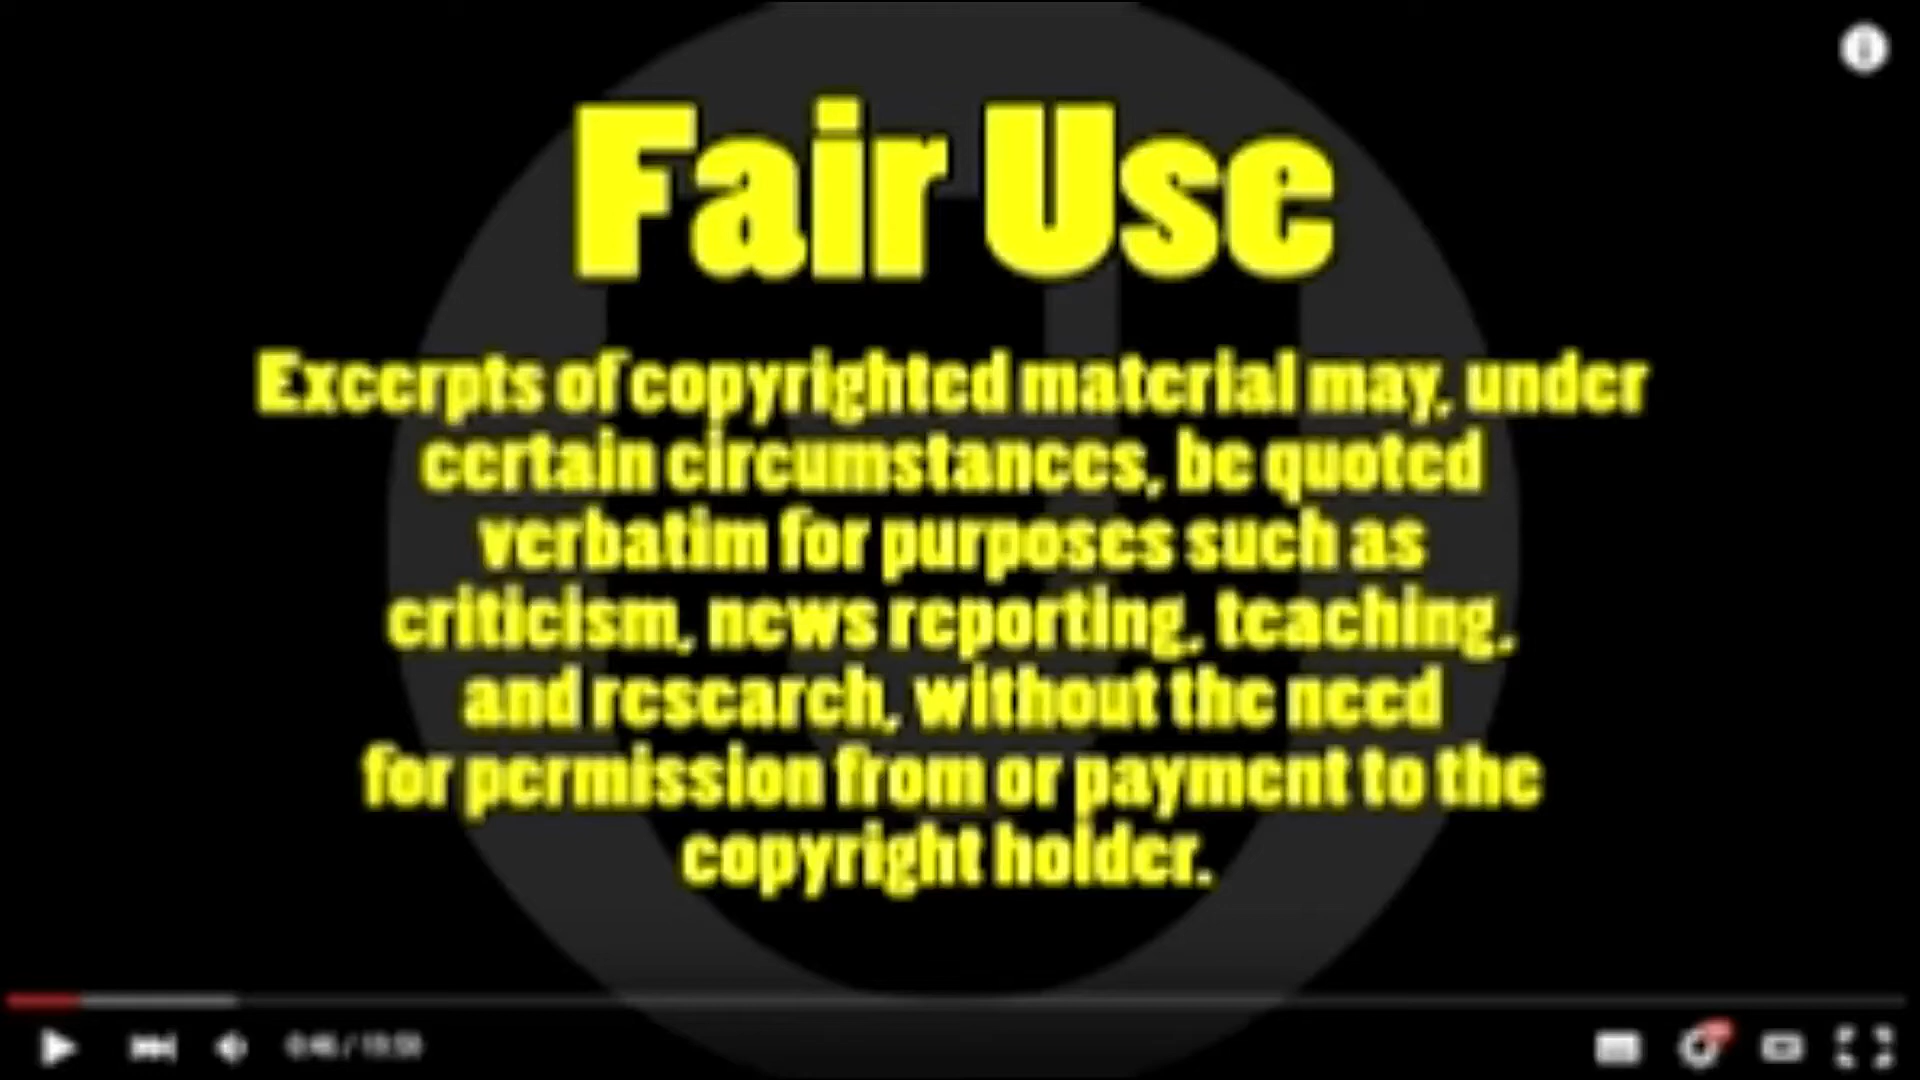 Fair Use
Excerpts of copyrighted material may, under
certain circumstances, be quoted
verbatim for purposes such as
criticism, news reporting, teaching,
and research, without the need
for permission from or payment to the
copyright holder.